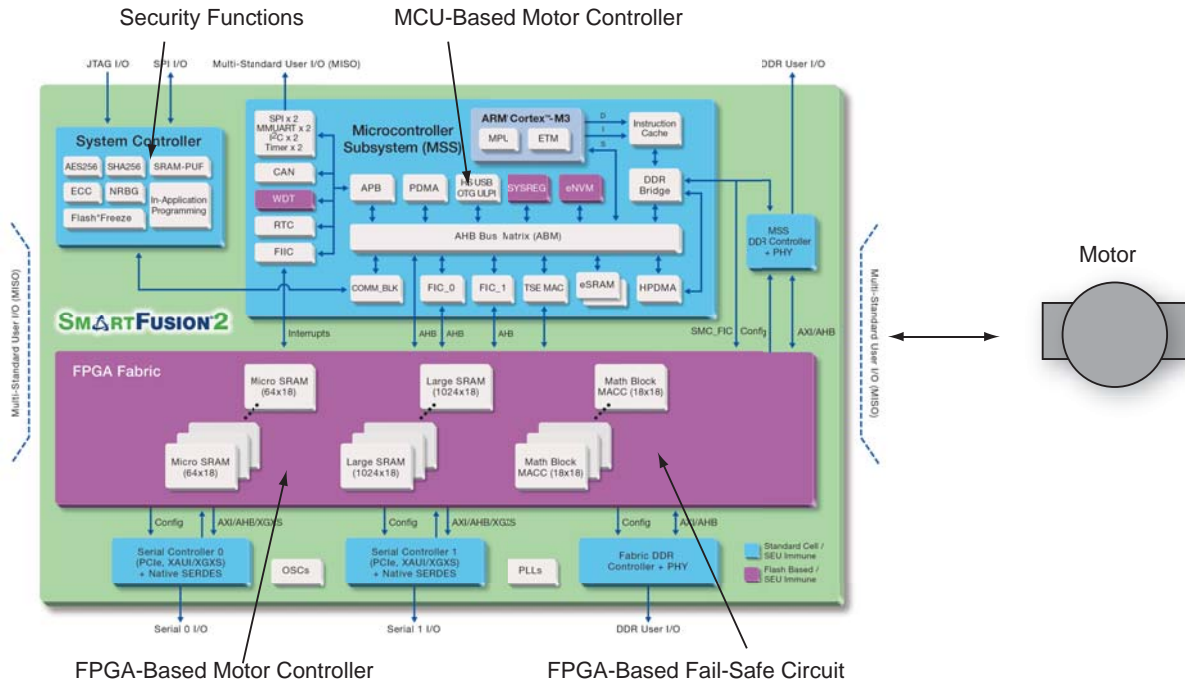 Security Functions
MCU-Based Motor Controller
JTAG I/O
SPI I/O
Multi-Standard User I/O (MISO)
DDR User I/O
System Controller
AES256
SHA256
SRAM-PUF
ECC
NRBG
In-Application
Programming
Flash*Freeze
SPI x 2
MMUART x 2
I2C x 2
Timer x 2
CAN
WDT
RTC
FIIC
Microcontroller
Subsystem (MSS)
ARM® Cortex™-M3
MPL
ETM
D
I
S
Instruction
Cache
APB
PDMA
HS USB
OTG ULPI
SYSREG
eNVM
DDR
Bridge
AHB Bus Matrix (ABM)
MSS
DDR Controller
+ PHY
COMM_BLK
FIC_0
FIC_1
TSE MAC
eSRAM
HPDMA
Multi-Standard User I/O (MISO)
Multi-Standard User I/O (MISO)
Motor
SMARTFUSION™2
Interrupts
AHB
AHB
AHB
SMC_FIC
Config
AXI/AHB
FPGA Fabric
Micro SRAM
(64x18)
Large SRAM
(1024x18)
Math Block
MACC (18x18)
Micro SRAM
(64x18)
Large SRAM
(1024x18)
Math Block
MACC (18x18)
Config
AXI/AHB/XGXS
Config
AXI/AHB/XGXS
Config
AXI/AHB
Serial Controller 0
(PCIe, XAUI/XGXS)
+ Native SERDES
OSCs
Serial Controller 1
(PCIe, XAUI/XGXS)
+ Native SERDES
PLLs
Fabric DDR
Controller + PHY
Standard Cell /
SEU Immune
Flash Based /
SEU Immune
Serial 0 I/O
Serial 1 I/O
DDR User I/O
FPGA-Based Motor Controller
FPGA-Based Fail-Safe Circuit